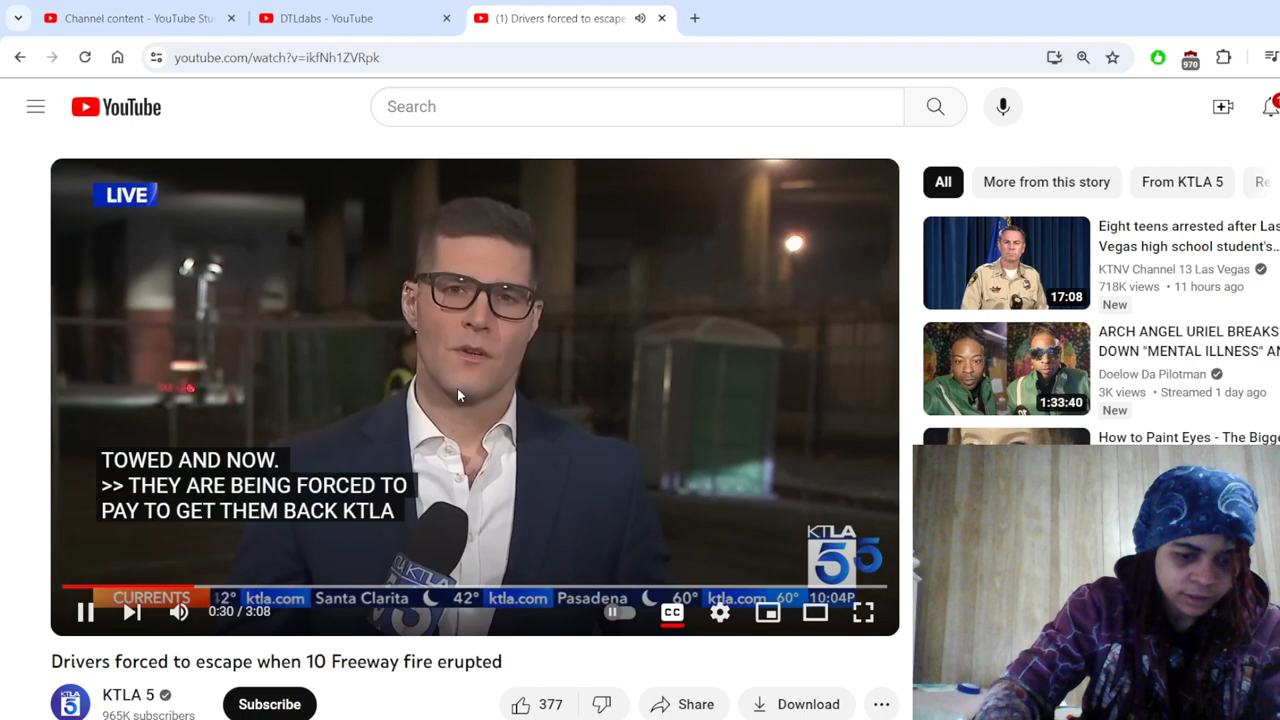 Channel content - YouTube Stu
DTLdabs - YouTube
(1) Drivers forced to escape
youtube.com/watch?v=ikfNh1ZVRpk
970
YouTube
Search
LIVE
TOWED AND NOW.
>> THEY ARE BEING FORCED TO
PAY TO GET THEM BACK KTLA
KTLA
5 5
CURRENTS 12° ktla.com Santa Clarita 42° ktla.com Pasadena 60° ktla.com 60° 10:04P
0:30 / 3:08
CC
Drivers forced to escape when 10 Freeway fire erupted
KTLA 5
965K subscribers
Subscribe
377
Share
Download
All
More from this story
From KTLA 5
Re
Eight teens arrested after Las
Vegas high school student's...
KTNV Channel 13 Las Vegas
718K views • 11 hours ago
New
17:08
ARCH ANGEL URIEL BREAKS
DOWN "MENTAL ILLNESS" AN
Doelow Da Pilotman
3K views • Streamed 1 day ago
New
1:33:40
How to Paint Eyes - The Bigge